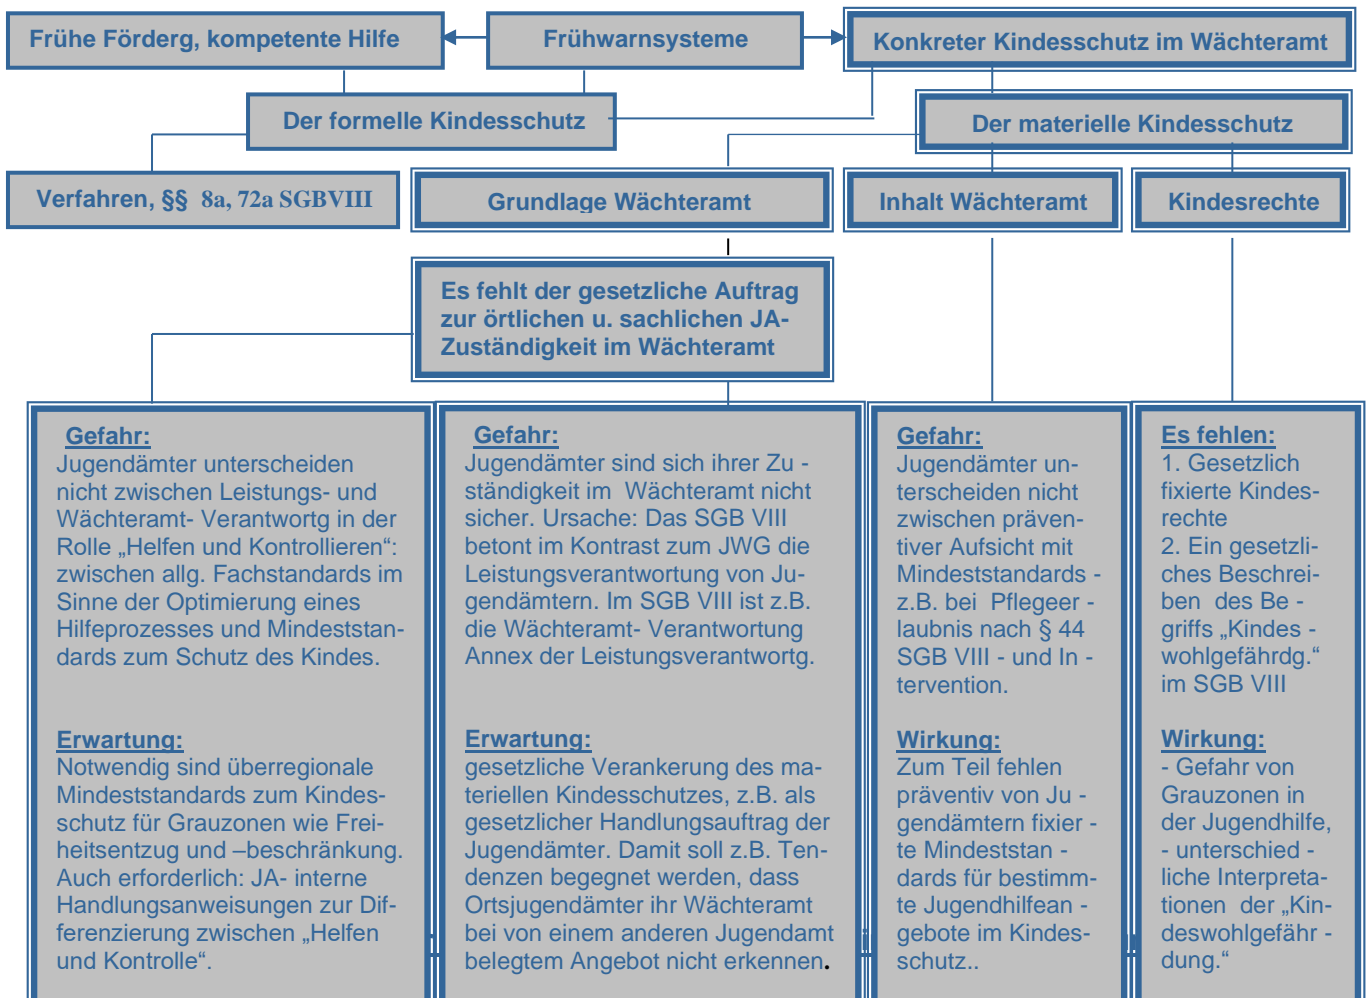 Frühe Förderg, kompetente Hilfe
Frühwarnsysteme
Konkreter Kindesschutz im Wächteramt
Der formelle Kindesschutz
Der materielle Kindesschutz
Verfahren, §§ 8a, 72a SGBVIII
Grundlage Wächteramt
Inhalt Wächteramt
Kindesrechte
Es fehlt der gesetzliche Auftrag
zur örtlichen u. sachlichen JA-
Zuständigkeit im Wächteramt
Gefahr:
Jugendämter unterscheiden
nicht zwischen Leistungs- und
Wächteramt- Verantwortg in der
Rolle „Helfen und Kontrollieren“:
zwischen allg. Fachstandards im
Sinne der Optimierung eines
Hilfeprozesses und Mindeststan-
dards zum Schutz des Kindes.
Erwartung:
Notwendig sind überregionale
Mindeststandards zum Kindes-
schutz für Grauzonen wie Frei-
heitsentzug und –beschränkung.
Auch erforderlich: JA- interne
Handlungsanweisungen zur Dif-
ferenzierung zwischen „Helfen
und Kontrolle“.
Gefahr:
Jugendämter sind sich ihrer Zu -
ständigkeit im Wächteramt nicht
sicher. Ursache: Das SGB VIII
betont im Kontrast zum JWG die
Leistungsverantwortung von Ju-
gendämtern. Im SGB VIII ist z.B.
die Wächteramt- Verantwortung
Annex der Leistungsverantwortg.
Erwartung:
gesetzliche Verankerung des ma-
teriellen Kindesschutzes, z.B. als
gesetzlicher Handlungsauftrag der
Jugendämter. Damit soll z.B. Ten-
denzen begegnet werden, dass
Ortsjugendämter ihr Wächteramt
bei von einem anderen Jugendamt
belegtem Angebot nicht erkennen.
Gefahr:
Jugendämter un-
terscheiden nicht
zwischen präven-
tiver Aufsicht mit
Mindeststandards -
z.B. bei Pflegeer -
laubnis nach § 44
SGB VIII - und In -
tervention.
Wirkung:
Zum Teil fehlen
präventiv von Ju -
gendämtern fixier -
te Mindeststan -
dards für bestimm-
te Jugendhilfean -
gebote im Kindes-
schutz..
Es fehlen:
1. Gesetzlich
fixierte Kindes-
rechte
2. Ein gesetzli-
ches Beschrei-
ben des Be -
griffs „Kindes -
wohlgefährdg.“
im SGB VIII
Wirkung:
- Gefahr von
Grauzonen in
der Jugendhilfe,
- unterschied -
liche Interpreta-
tionen der „Kin-
deswohlgefähr -
dung.“